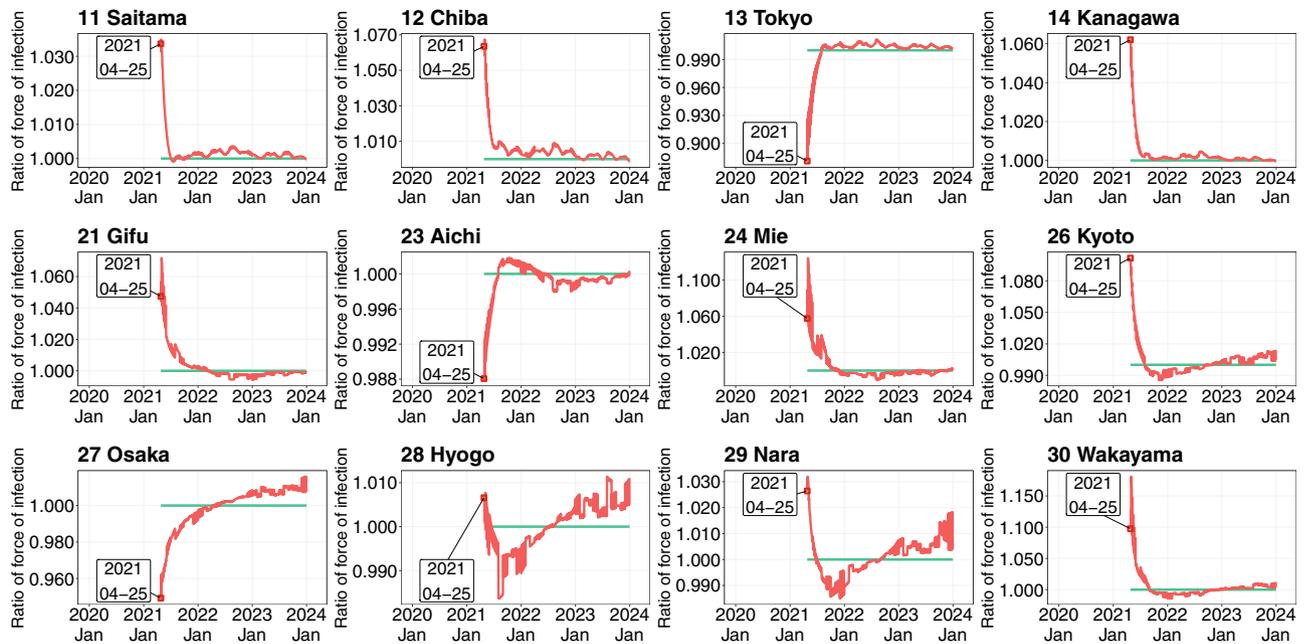 11 Saitama
Ratio of force of infection
1.030
1.020
1.010
1.000
2021
04−25
2020 2021 2022 2023 2024
Jan Jan Jan Jan Jan
12 Chiba
Ratio of force of infection
1.070
1.050
1.030
1.010
2021
04−25
2020 2021 2022 2023 2024
Jan Jan Jan Jan Jan
13 Tokyo
Ratio of force of infection
0.990
0.960
0.930
0.900
2021
04−25
2020 2021 2022 2023 2024
Jan Jan Jan Jan Jan
14 Kanagawa
Ratio of force of infection
1.060
1.040
1.020
1.000
2021
04−25
2020 2021 2022 2023 2024
Jan Jan Jan Jan Jan
21 Gifu
Ratio of force of infection
1.060
1.040
1.020
1.000
2021
04−25
2020 2021 2022 2023 2024
Jan Jan Jan Jan Jan
23 Aichi
Ratio of force of infection
1.000
0.996
0.992
0.988
2021
04−25
2020 2021 2022 2023 2024
Jan Jan Jan Jan Jan
24 Mie
Ratio of force of infection
1.100
1.060
1.020
2021
04−25
2020 2021 2022 2023 2024
Jan Jan Jan Jan Jan
26 Kyoto
Ratio of force of infection
1.080
1.050
1.020
0.990
2021
04−25
2020 2021 2022 2023 2024
Jan Jan Jan Jan Jan
27 Osaka
Ratio of force of infection
1.000
0.980
0.960
2021
04−25
2020 2021 2022 2023 2024
Jan Jan Jan Jan Jan
28 Hyogo
Ratio of force of infection
1.010
1.000
0.990
2021
04−25
2020 2021 2022 2023 2024
Jan Jan Jan Jan Jan
29 Nara
Ratio of force of infection
1.030
1.020
1.010
1.000
0.990
2021
04−25
2020 2021 2022 2023 2024
Jan Jan Jan Jan Jan
30 Wakayama
Ratio of force of infection
1.150
1.100
1.050
1.000
2021
04−25
2020 2021 2022 2023 2024
Jan Jan Jan Jan Jan